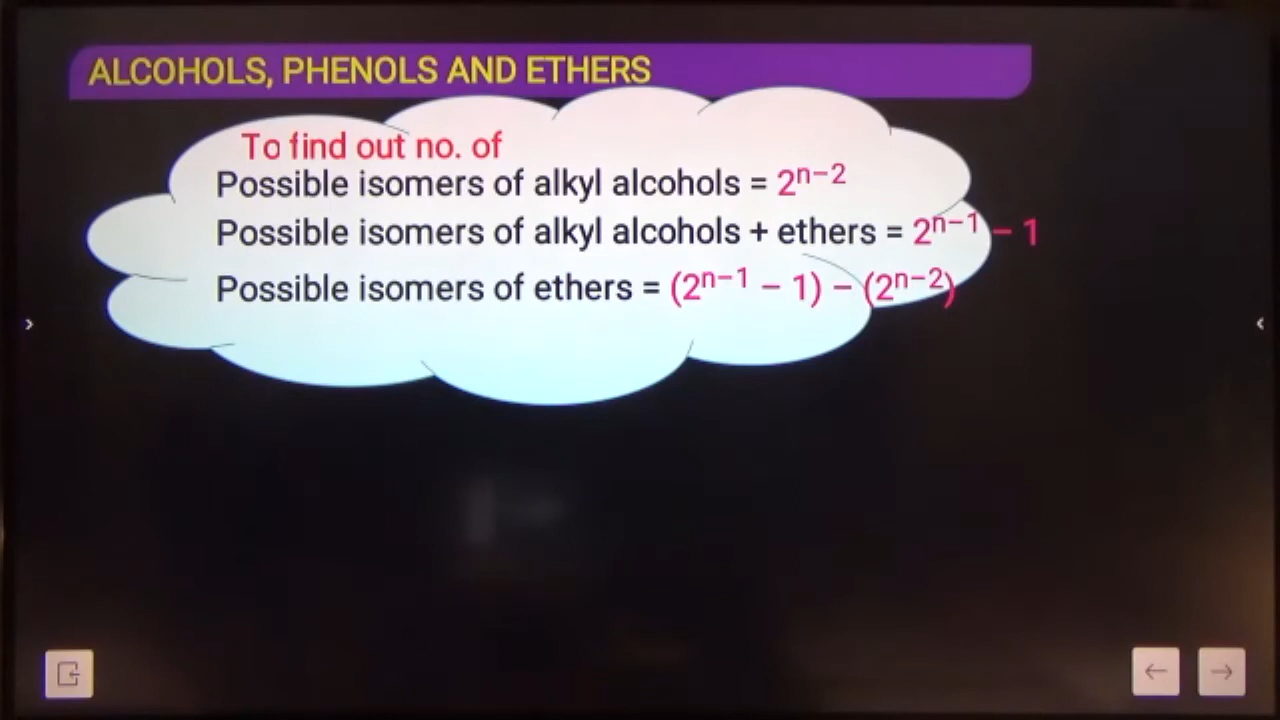 ALCOHOLS, PHENOLS AND ETHERS
To find out no. of
Possible isomers of alkyl alcohols = 2ⁿ⁻²
Possible isomers of alkyl alcohols + ethers = 2ⁿ⁻¹ – 1
Possible isomers of ethers = (2ⁿ⁻¹ – 1) – (2ⁿ⁻²)